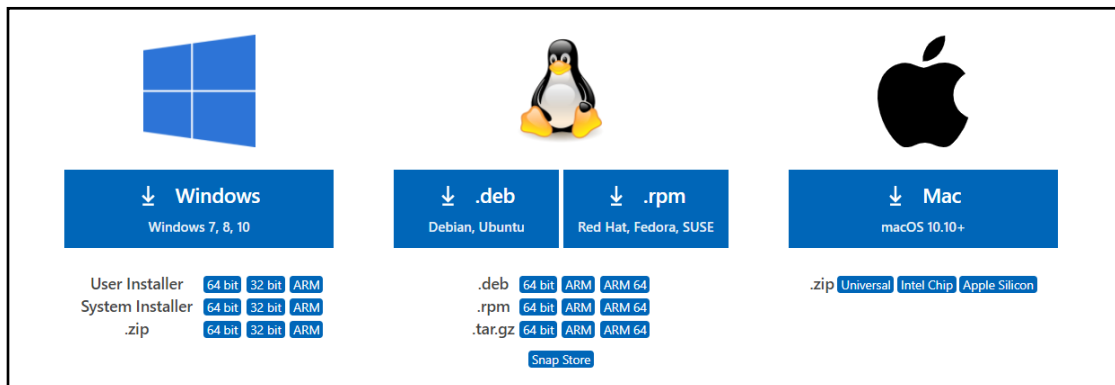 Windows
Windows 7, 8, 10
User Installer 64 bit 32 bit ARM
System Installer 64 bit 32 bit ARM
.zip 64 bit 32 bit ARM
.deb
Debian, Ubuntu
.rpm
Red Hat, Fedora, SUSE
.deb 64 bit ARM ARM 64
.rpm 64 bit ARM ARM 64
.tar.gz 64 bit ARM ARM 64
Snap Store
Mac
macOS 10.10+
.zip Universal Intel Chip Apple Silicon